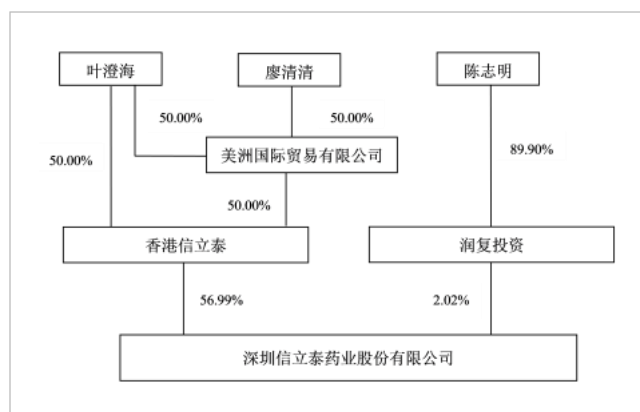 叶澄海
廖清清
陈志明
50.00%
50.00%
50.00%
美洲国际贸易有限公司
89.90%
50.00%
香港信立泰
润复投资
56.99%
2.02%
深圳信立泰药业股份有限公司